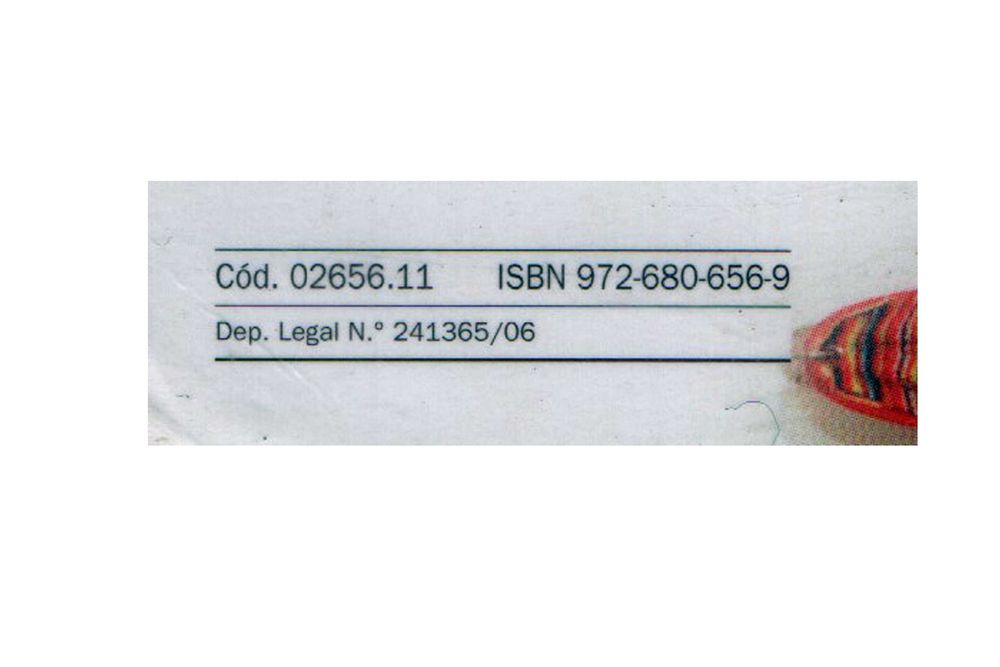 Cód. 02656.11 ISBN 972-680-656-9
Dep. Legal N.º 241365/06